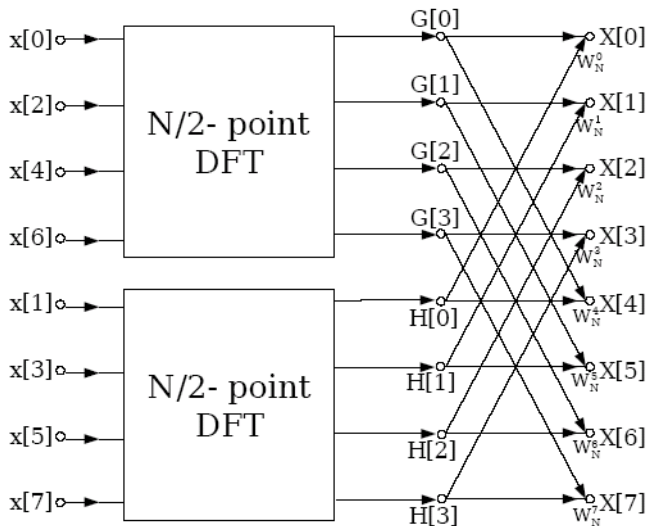 x[0]
x[2]
x[4]
x[6]
N/2- point
DFT
x[1]
x[3]
x[5]
x[7]
N/2- point
DFT
G[0]
G[1]
G[2]
G[3]
H[0]
H[1]
H[2]
H[3]
X[0]
W_N^0
X[1]
W_N^1
X[2]
W_N^2
X[3]
W_N^3
X[4]
W_N^4
X[5]
W_N^5
X[6]
W_N^6
X[7]
W_N^7